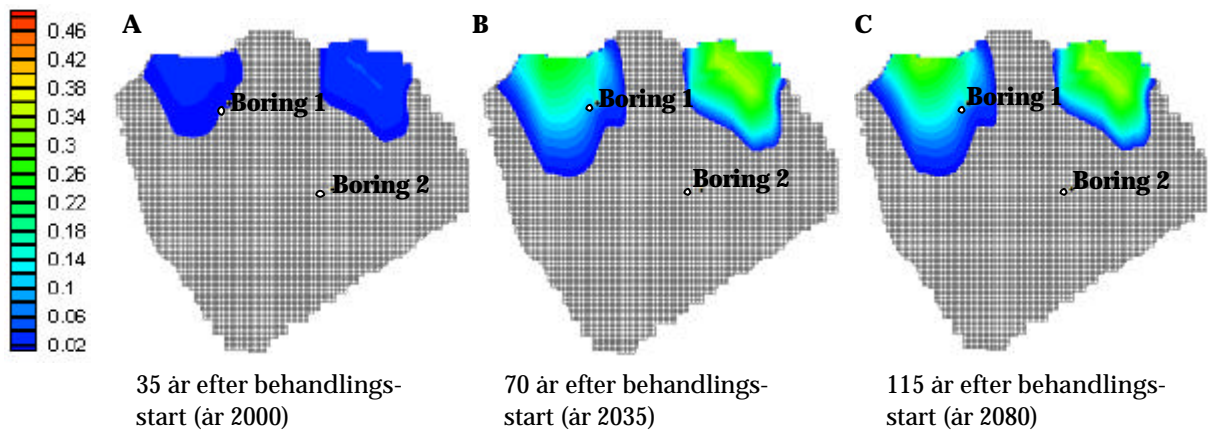 0.46
0.42
0.38
0.34
0.30
0.26
0.22
0.18
0.14
0.10
0.06
0.02
A
Boring 1
Boring 2
35 år efter behandlings-
start (år 2000)
B
Boring 1
Boring 2
70 år efter behandlings-
start (år 2035)
C
Boring 1
Boring 2
115 år efter behandlings-
start (år 2080)